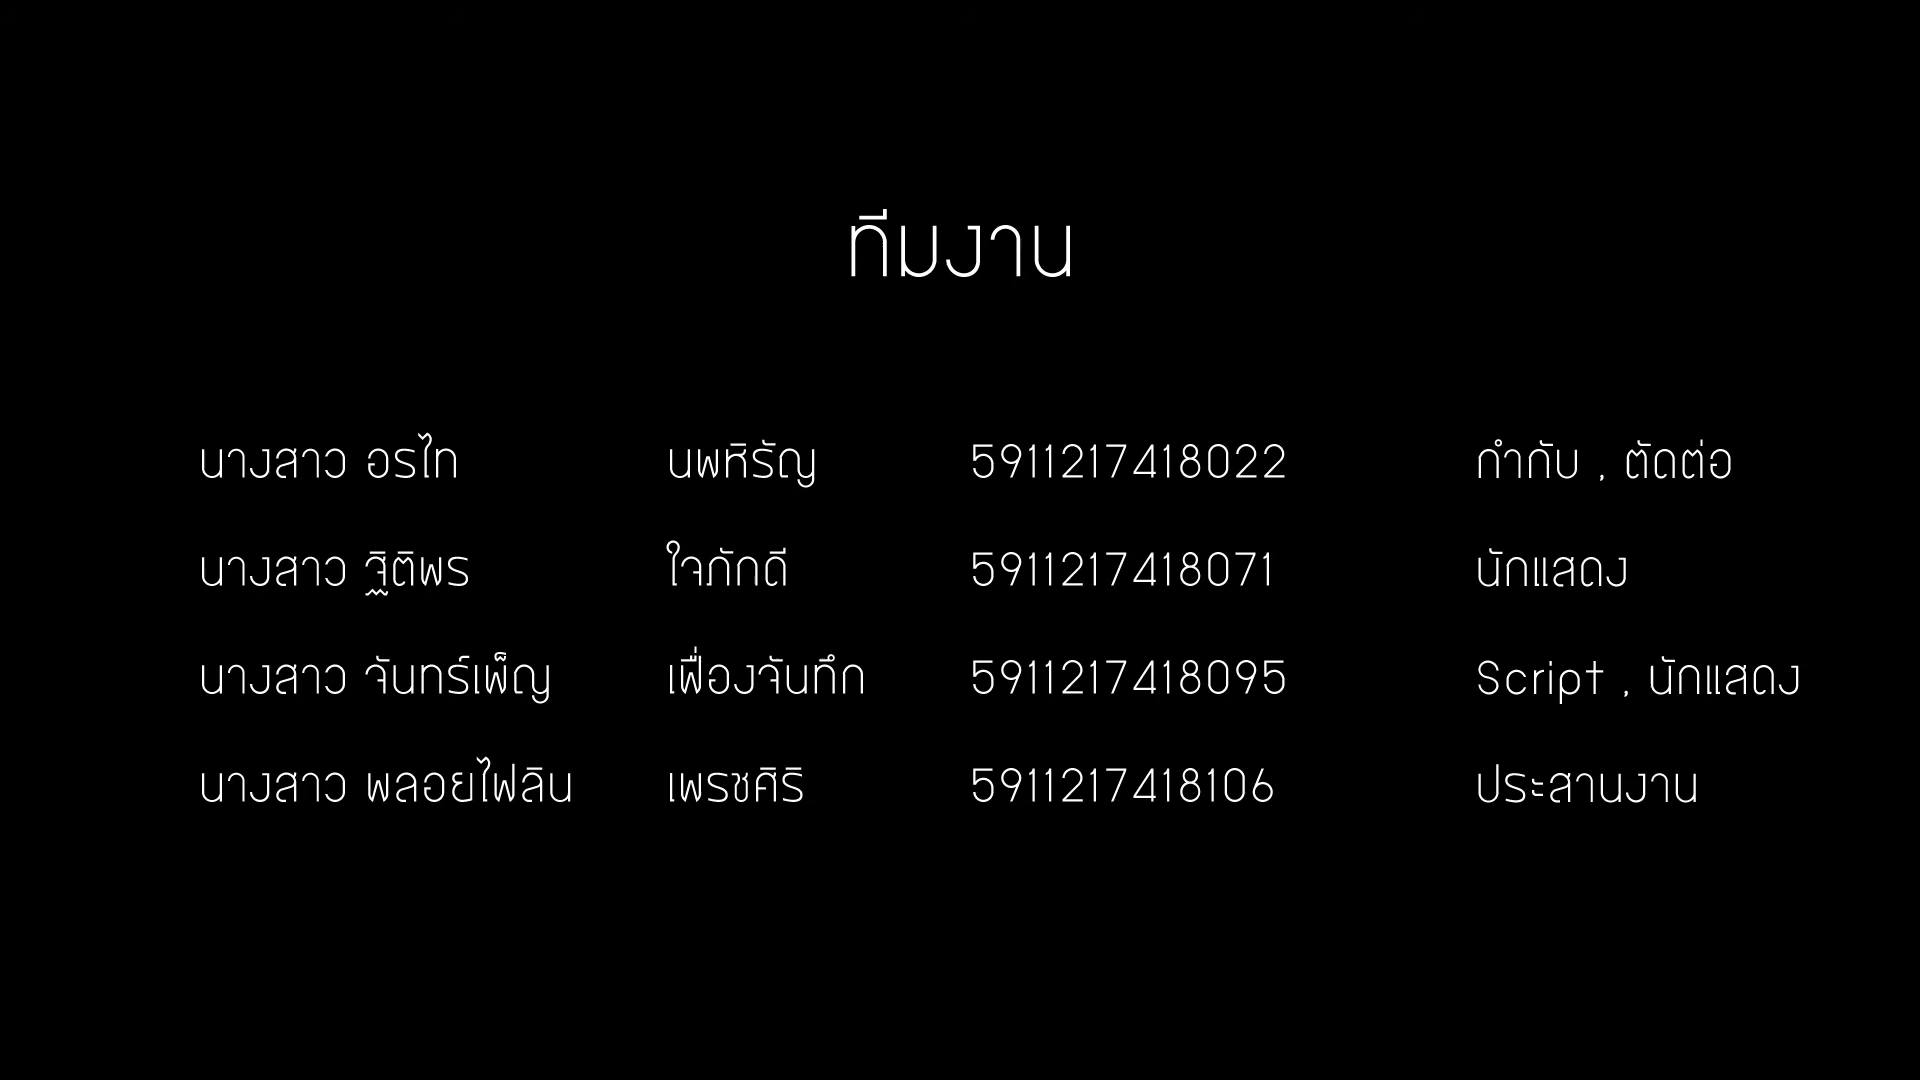 ทีมงาน
นางสาว อรไท นพหิรัญ 5911217418022 กำกับ , ตัดต่อ
นางสาว ฐิติพร ใจภักดี 5911217418071 นักแสดง
นางสาว จันทร์เพ็ญ เฟื่องจันทึก 5911217418095 Script , นักแสดง
นางสาว พลอยไฟลิน เพรชศิริ 5911217418106 ประสานงาน